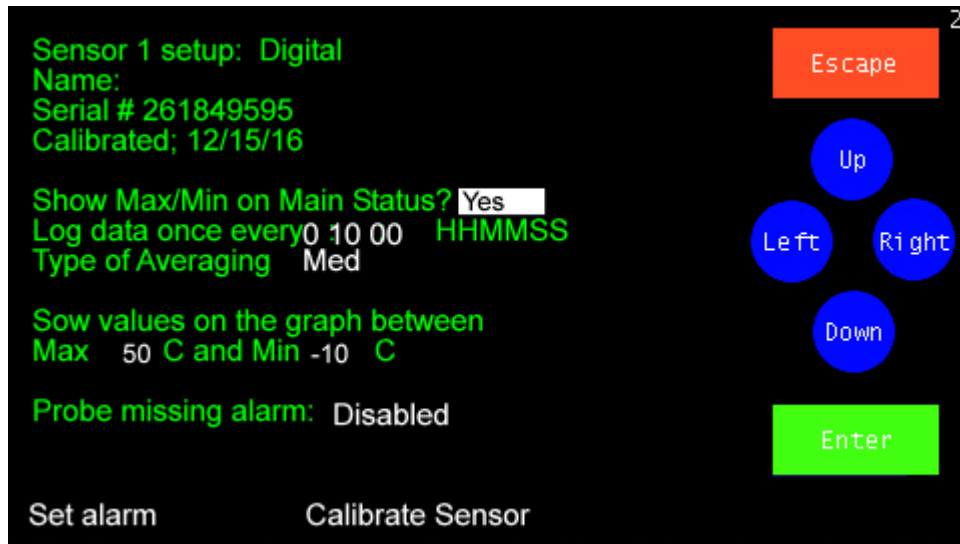 2
Sensor 1 setup: Digital
Name:
Serial # 261849595
Calibrated; 12/15/16
Show Max/Min on Main Status? Yes
Log data once every 0 10 00 HHMMSS
Type of Averaging Med
Sow values on the graph between
Max 50 C and Min -10 C
Probe missing alarm: Disabled
Set alarm Calibrate Sensor
Escape
Up
Left Right
Down
Enter